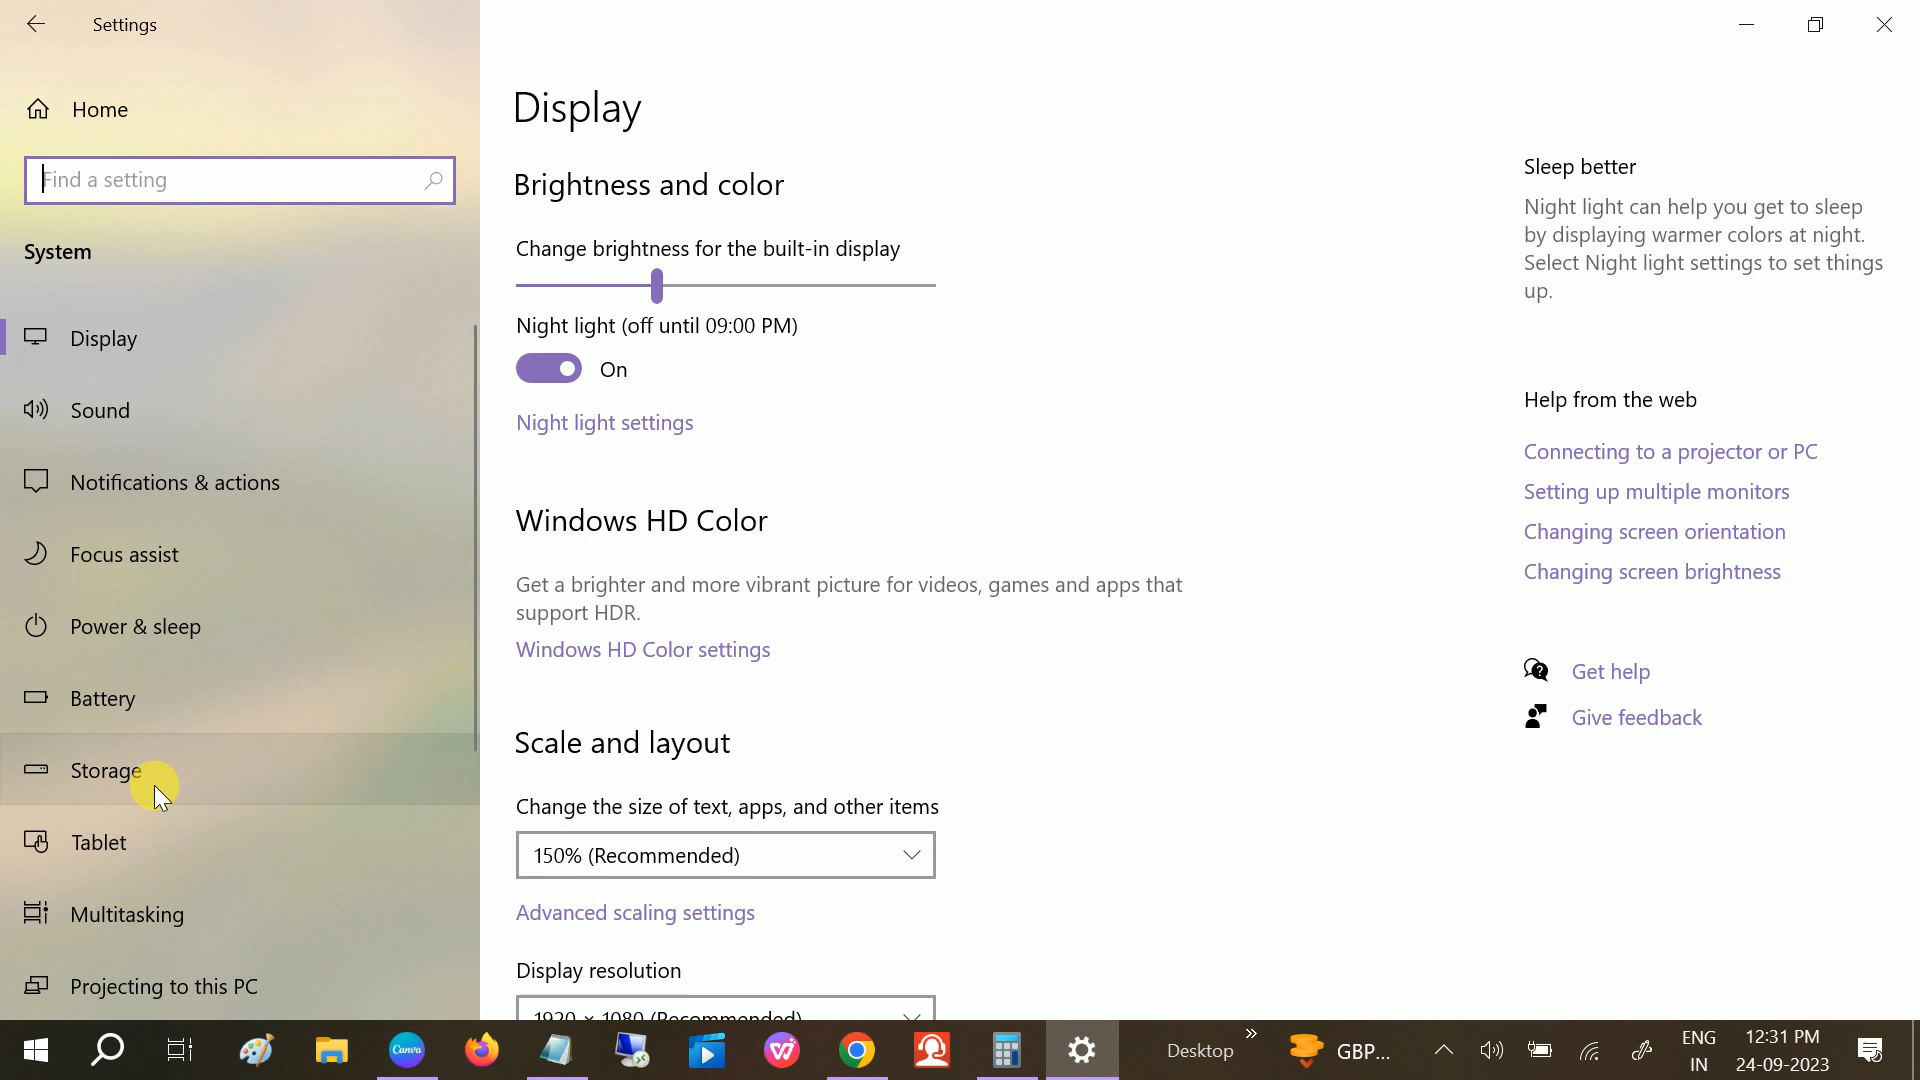 Settings
Home
Find a setting
System
Display
Sound
Notifications & actions
Focus assist
Power & sleep
Battery
Storage
Tablet
Multitasking
Projecting to this PC
Display
Brightness and color
Change brightness for the built-in display
Night light (off until 09:00 PM)
On
Night light settings
Windows HD Color
Get a brighter and more vibrant picture for videos, games and apps that
support HDR.
Windows HD Color settings
Scale and layout
Change the size of text, apps, and other items
150% (Recommended)
Advanced scaling settings
Display resolution
1920 × 1080 (Recommended)
Sleep better
Night light can help you get to sleep
by displaying warmer colors at night.
Select Night light settings to set things
up.
Help from the web
Connecting to a projector or PC
Setting up multiple monitors
Changing screen orientation
Changing screen brightness
Get help
Give feedback
Canva
Desktop
GBP...
ENG
IN
12:31 PM
24-09-2023